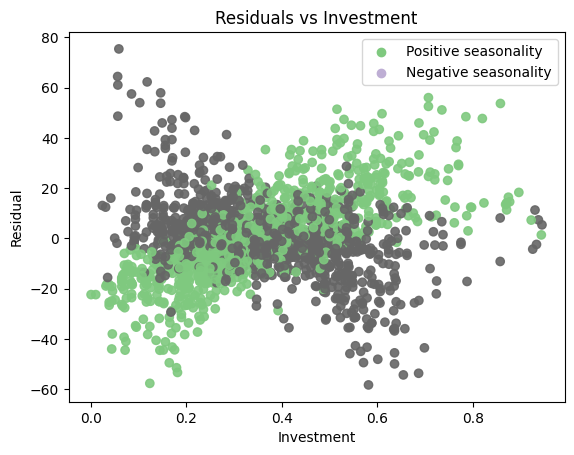 Residuals vs Investment
Positive seasonality
Negative seasonality
80
60
40
20
0
−20
−40
−60
Residual
0.0 0.2 0.4 0.6 0.8
Investment